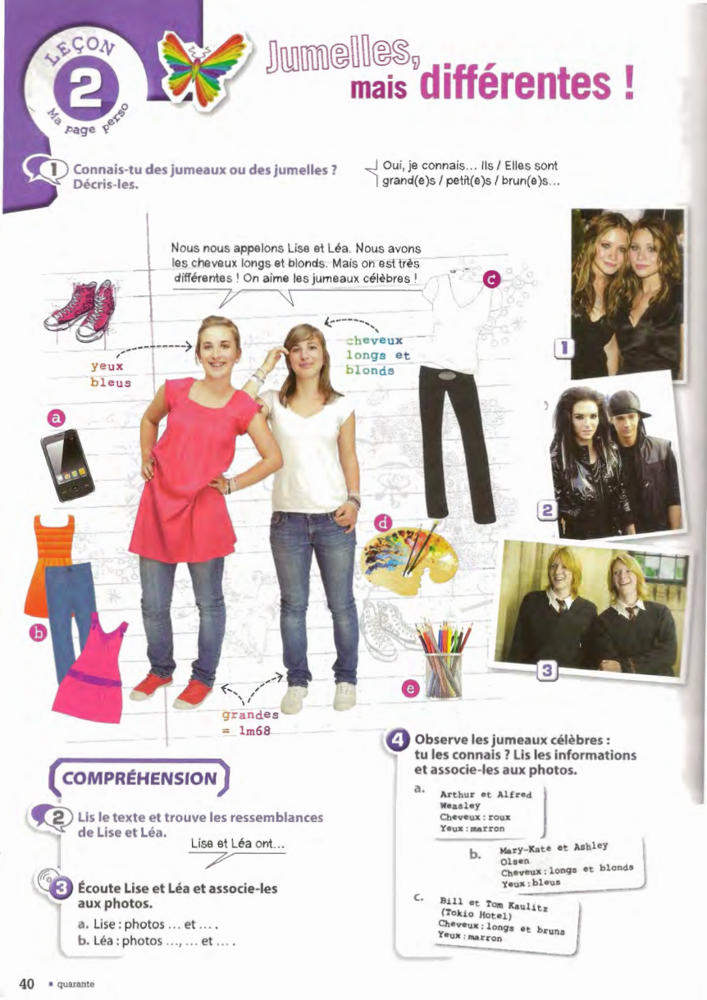 LEÇON
2
Ma page perso
Jumelles,
mais différentes !
1 Connais-tu des jumeaux ou des jumelles ?
Décris-les.
Oui, je connais... Ils / Elles sont
grand(e)s / petit(e)s / brun(e)s...
Nous nous appelons Lise et Léa. Nous avons
les cheveux longs et blonds. Mais on est très
différentes ! On aime les jumeaux célèbres !
c
cheveux
longs et
blonds
yeux
bleus
1
a
2
d
b
3
e
grandes
= 1m68
COMPRÉHENSION
2 Lis le texte et trouve les ressemblances
de Lise et Léa.
Lise et Léa ont...
3 Écoute Lise et Léa et associe-les
aux photos.
a. Lise : photos ... et ... .
b. Léa : photos ..., ... et ... .
4 Observe les jumeaux célèbres :
tu les connais ? Lis les informations
et associe-les aux photos.
a. Arthur et Alfred
Weasley
Cheveux : roux
Yeux : marron
b. Mary-Kate et Ashley
Olsen
Cheveux : longs et blonds
Yeux : bleus
c. Bill et Tom Kaulitz
(Tokio Hotel)
Cheveux : longs et bruns
Yeux : marron
40 ▪ quarante